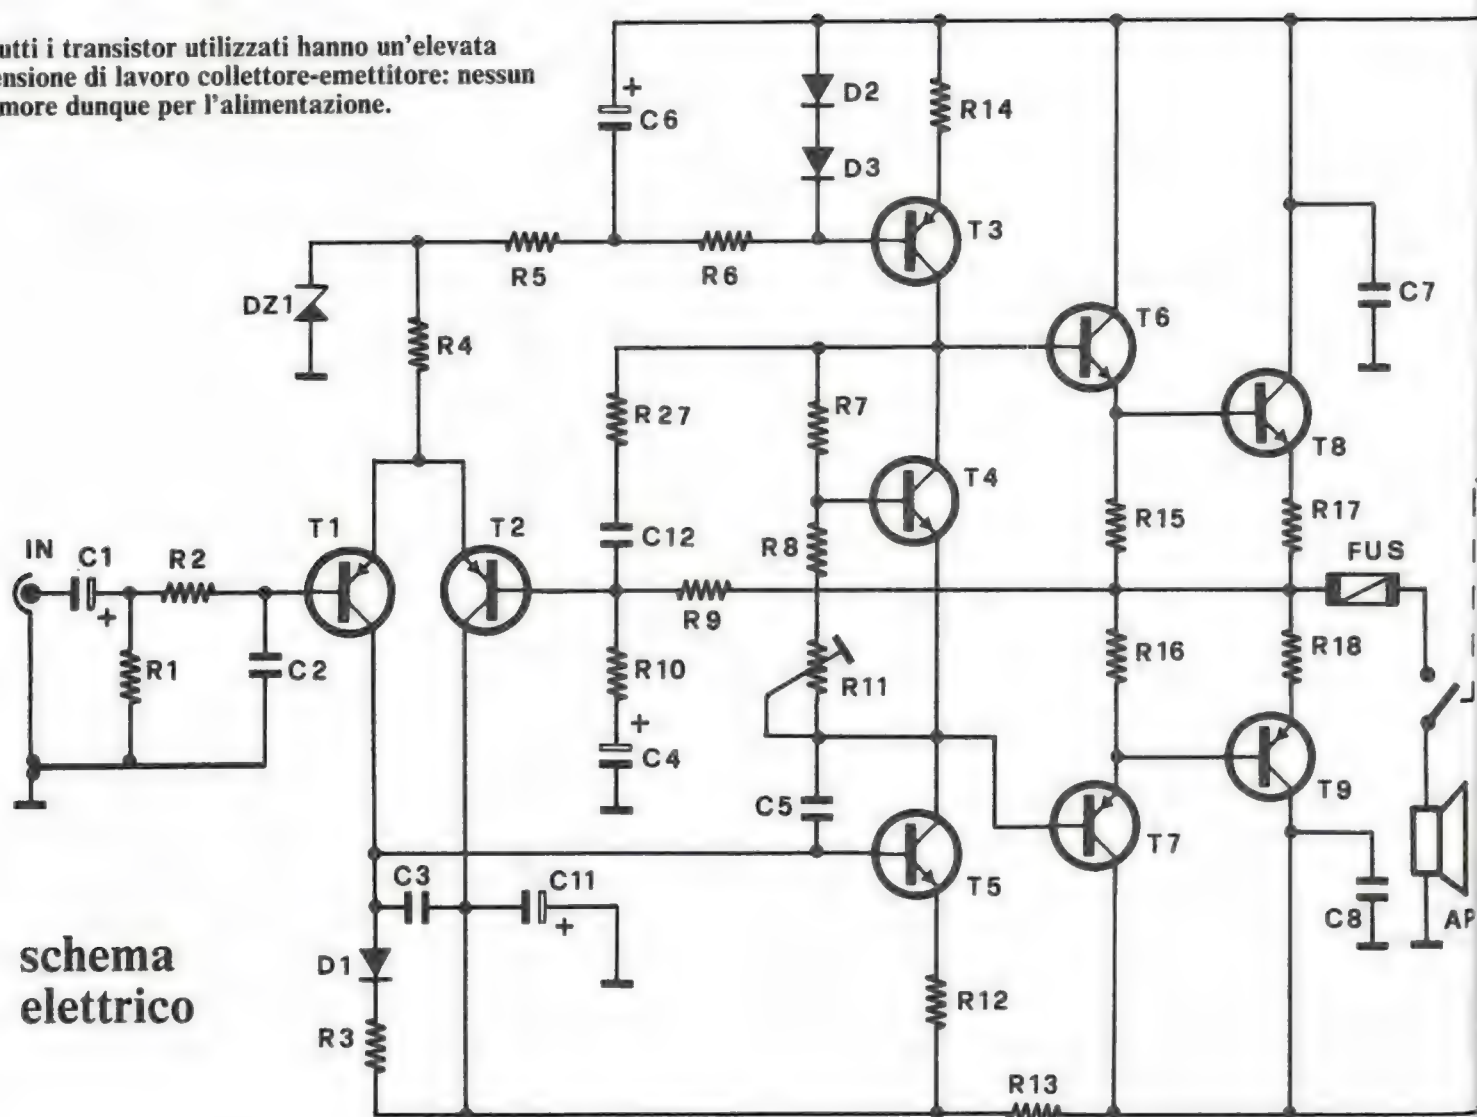 utti i transistor utilizzati hanno un'elevata
ensione di lavoro collettore-emettitore: nessun
more dunque per l'alimentazione.
C6
+
D2
D3
R14
T3
DZ1
R5
R6
R4
C7
T6
R27
R7
T8
T4
R15
R17
IN
C1
+
R2
T1
T2
C12
R8
FUS
R9
R1
C2
R10
R11
R16
R18
+
C4
C5
T7
T9
C3
C11
+
T5
C8
AP
schema
elettrico
D1
R3
R12
R13